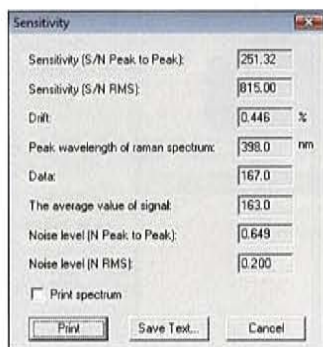 Sensitivity
Sensitivity (S/N Peak to Peak): 251.32
Sensitivity (S/N RMS): 815.00
Drift: 0.446 %
Peak wavelength of raman spectrum: 398.0 nm
Data: 167.0
The average value of signal: 163.0
Noise level (N Peak to Peak): 0.649
Noise level (N RMS): 0.200
Print spectrum
Print Save Text... Cancel